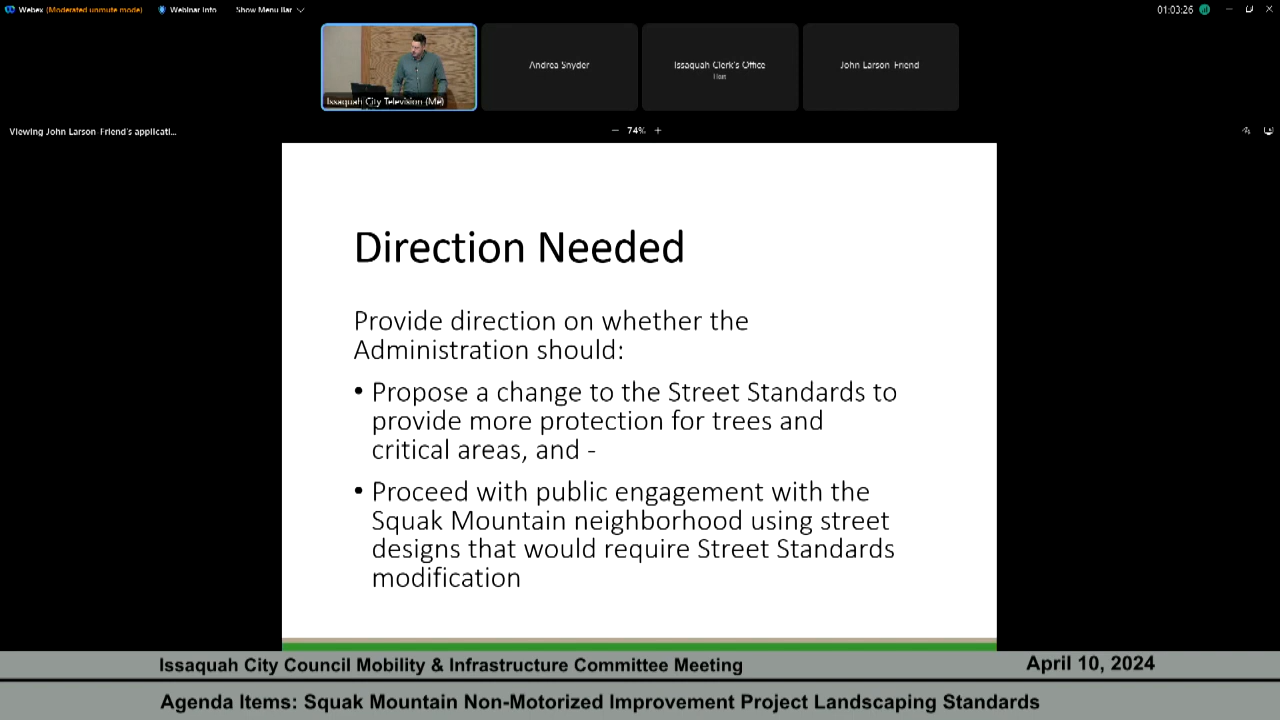 Webex (Moderated unmute mode) Webinar Info Show Menu Bar 01:03:26
Andrea Snyder
Issaquah Clerk's Office
Host
John Larson-Friend
Issaquah City Television (Me)
Viewing John Larson-Friend's applicati...
74%
Direction Needed
Provide direction on whether the
Administration should:
• Propose a change to the Street Standards to
provide more protection for trees and
critical areas, and -
• Proceed with public engagement with the
Squak Mountain neighborhood using street
designs that would require Street Standards
modification
Issaquah City Council Mobility & Infrastructure Committee Meeting April 10, 2024
Agenda Items: Squak Mountain Non-Motorized Improvement Project Landscaping Standards